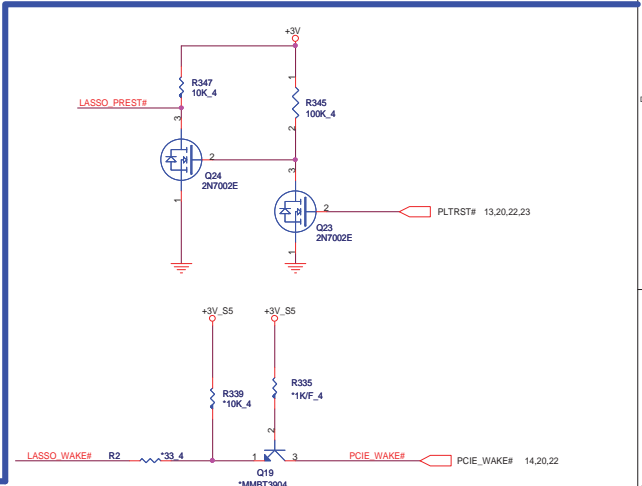 +3V
R347
10K_4
LASSO_PREST#
1
R345
100K_4
2
3
3
2
Q24
2N7002E
1
2
PLTRST# 13,20,22,23
Q23
2N7002E
1
+3V_S5
+3V_S5
R339
*10K_4
R335
*1K/F_4
2
LASSO_WAKE#
R2
*33_4
1
3
PCIE_WAKE#
PCIE_WAKE# 14,20,22
Q19
*MMBT3904